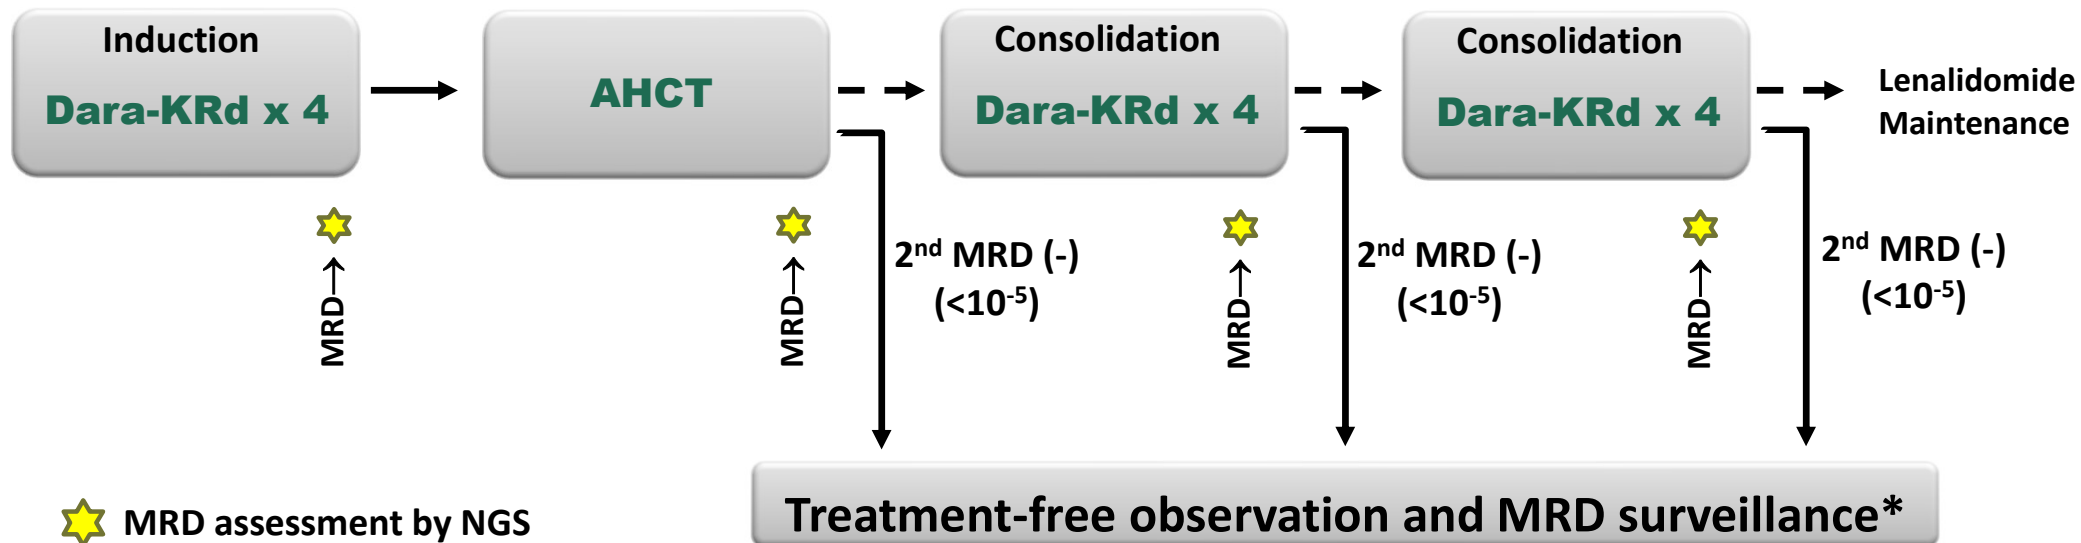 Induction
Dara-KRd x 4
AHCT
Consolidation
Dara-KRd x 4
Consolidation
Dara-KRd x 4
Lenalidomide
Maintenance
MRD→
MRD→
2nd MRD (-)
(<10-5)
MRD→
2nd MRD (-)
(<10-5)
MRD→
2nd MRD (-)
(<10-5)
MRD assessment by NGS
Treatment-free observation and MRD surveillance*